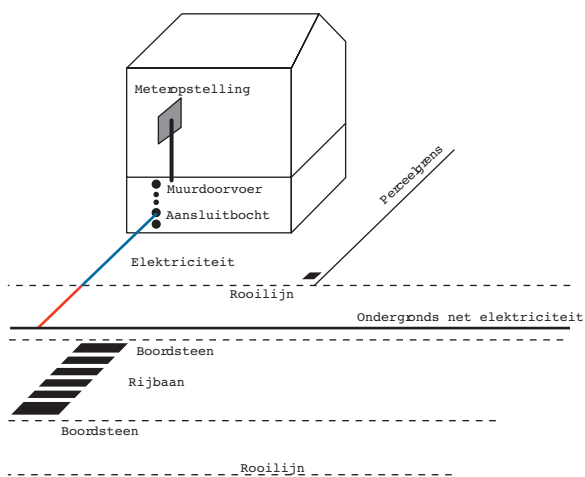 Meteropstelling
Muurdoorvoer
Aansluitbocht
Perceelgrens
Elektriciteit
Rooilijn
Ondergronds net elektriciteit
Boordsteen
Rijbaan
Boordsteen
Rooilijn